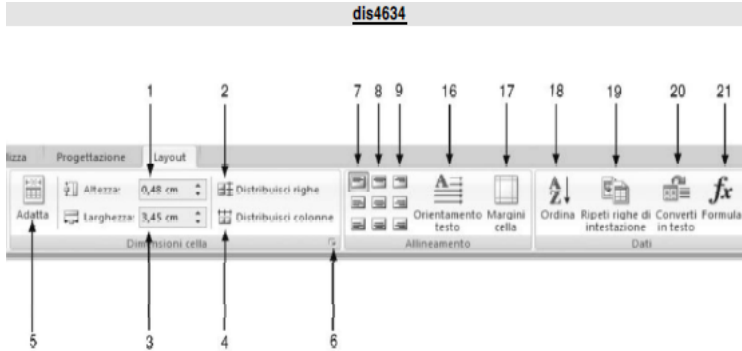 dis4634
1 2 7 8 9 16 17 18 19 20 21
lizza Progettazione Layout
Altezza: 0,48 cm Distribuisci righe
Adatta Larghezza: 3,45 cm Distribuisci colonne Orientamento testo Margini cella Ordina Ripeti righe di intestazione Converti in testo Formula
Dimensioni cella Allineamento Dati
5 3 4 6